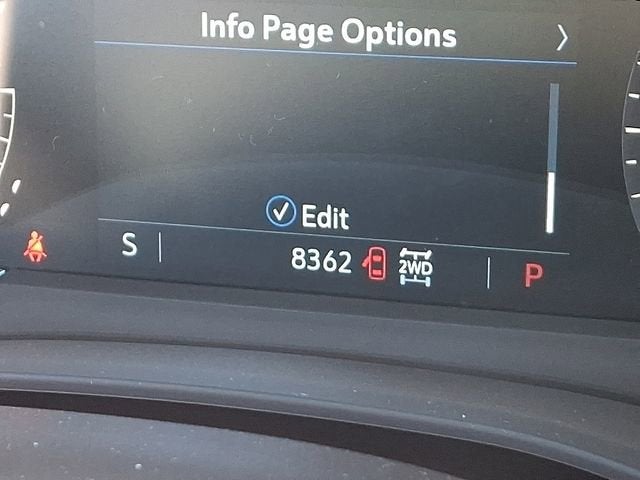 Info Page Options
Edit
S 8362 2WD P